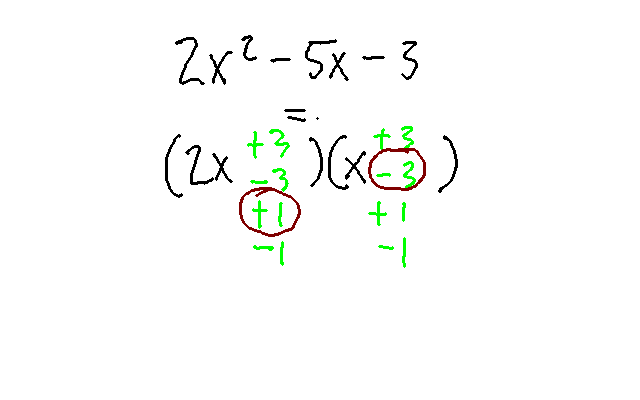 2x² - 5x - 3
=.
(2x +3 )(x +3 )
-3 -3
+1 +1
-1 -1